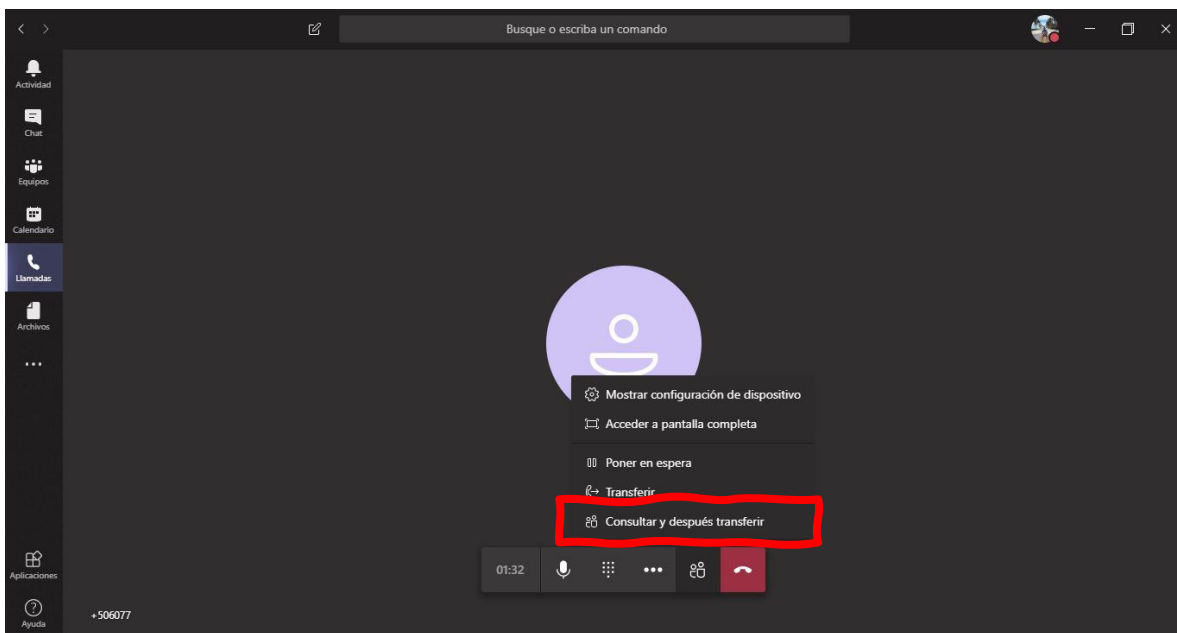 Busque o escriba un comando
Actividad
Chat
Equipos
Calendario
Llamadas
Archivos
Mostrar configuración de dispositivo
Acceder a pantalla completa
Poner en espera
Transferir
Consultar y después transferir
01:32
Aplicaciones
Ayuda
+506077